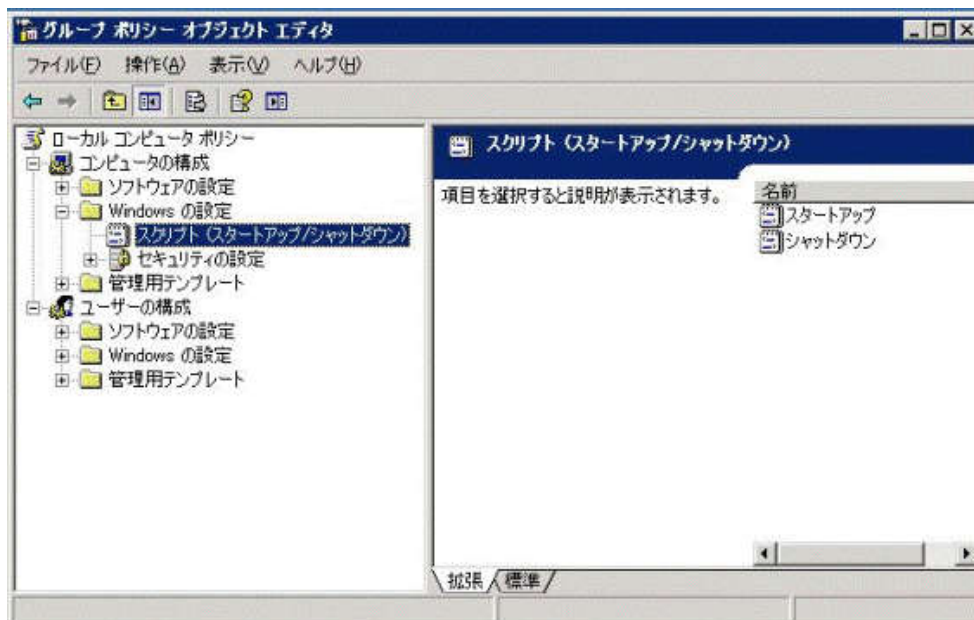 グループ ポリシー オブジェクト エディタ
ファイル(F) 操作(A) 表示(V) ヘルプ(H)
ローカル コンピュータ ポリシー
コンピュータの構成
ソフトウェアの設定
Windows の設定
スクリプト (スタートアップ/シャットダウン)
セキュリティの設定
管理用テンプレート
ユーザーの構成
ソフトウェアの設定
Windows の設定
管理用テンプレート
スクリプト (スタートアップ/シャットダウン)
項目を選択すると説明が表示されます。
名前
スタートアップ
シャットダウン
拡張 標準